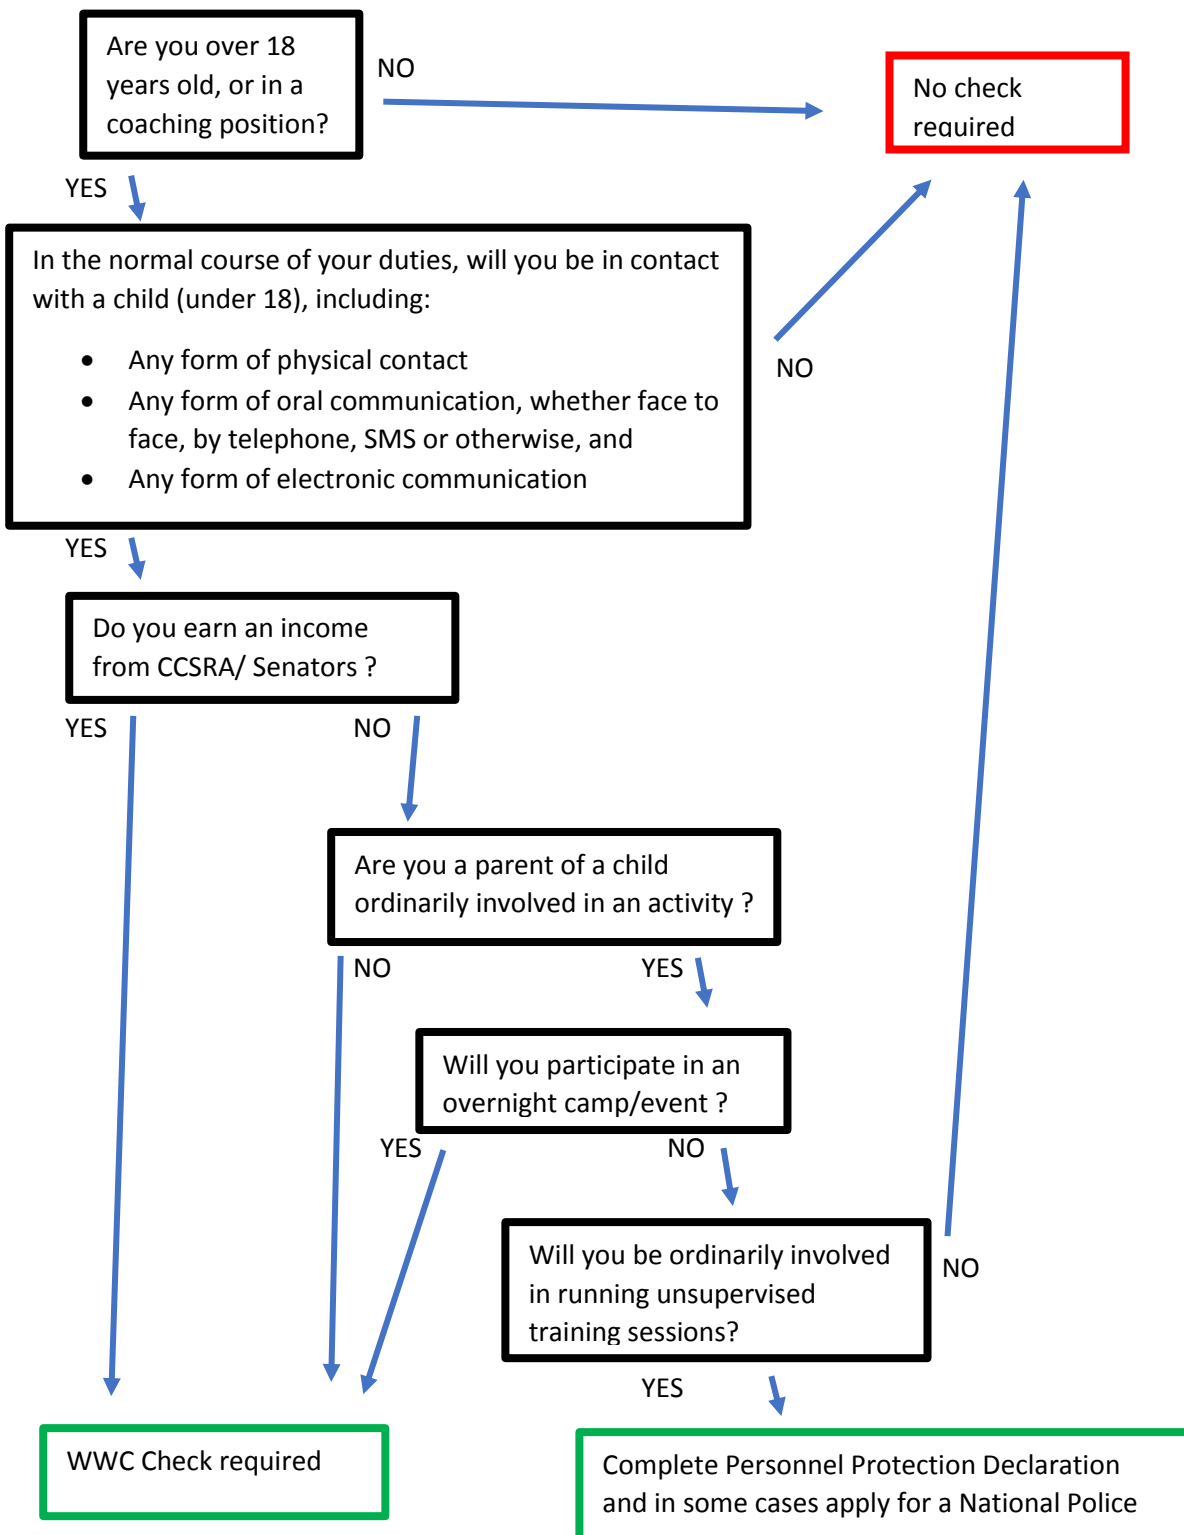 Are you over 18
years old, or in a
coaching position?
NO
No check
required
YES
In the normal course of your duties, will you be in contact
with a child (under 18), including:
• Any form of physical contact
• Any form of oral communication, whether face to
face, by telephone, SMS or otherwise, and
• Any form of electronic communication
NO
YES
Do you earn an income
from CCSRA/ Senators ?
YES
NO
Are you a parent of a child
ordinarily involved in an activity ?
NO
YES
Will you participate in an
overnight camp/event ?
YES
NO
Will you be ordinarily involved
in running unsupervised
training sessions?
NO
YES
WWC Check required
Complete Personnel Protection Declaration
and in some cases apply for a National Police